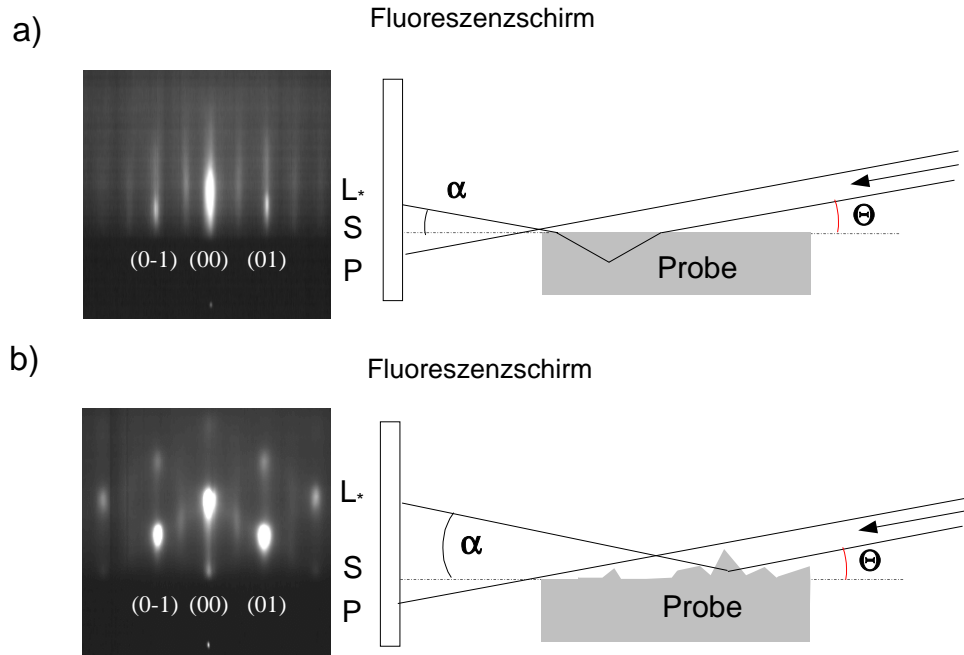 a)
Fluoreszenzschirm
L*
α
S
Θ
P
Probe
(0-1) (00) (01)
b)
Fluoreszenzschirm
L*
α
S
Θ
P
Probe
(0-1) (00) (01)